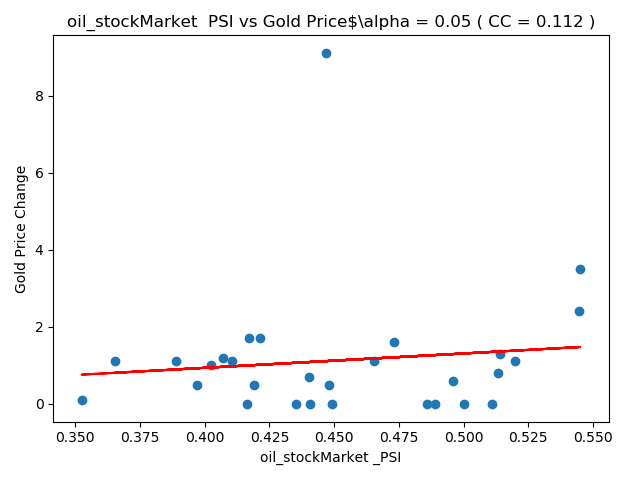 oil_stockMarket  PSI vs Gold Price$\alpha = 0.05 ( CC = 0.112 )
8
6
4
2
0
Gold Price Change
0.350 0.375 0.400 0.425 0.450 0.475 0.500 0.525 0.550
oil_stockMarket _PSI